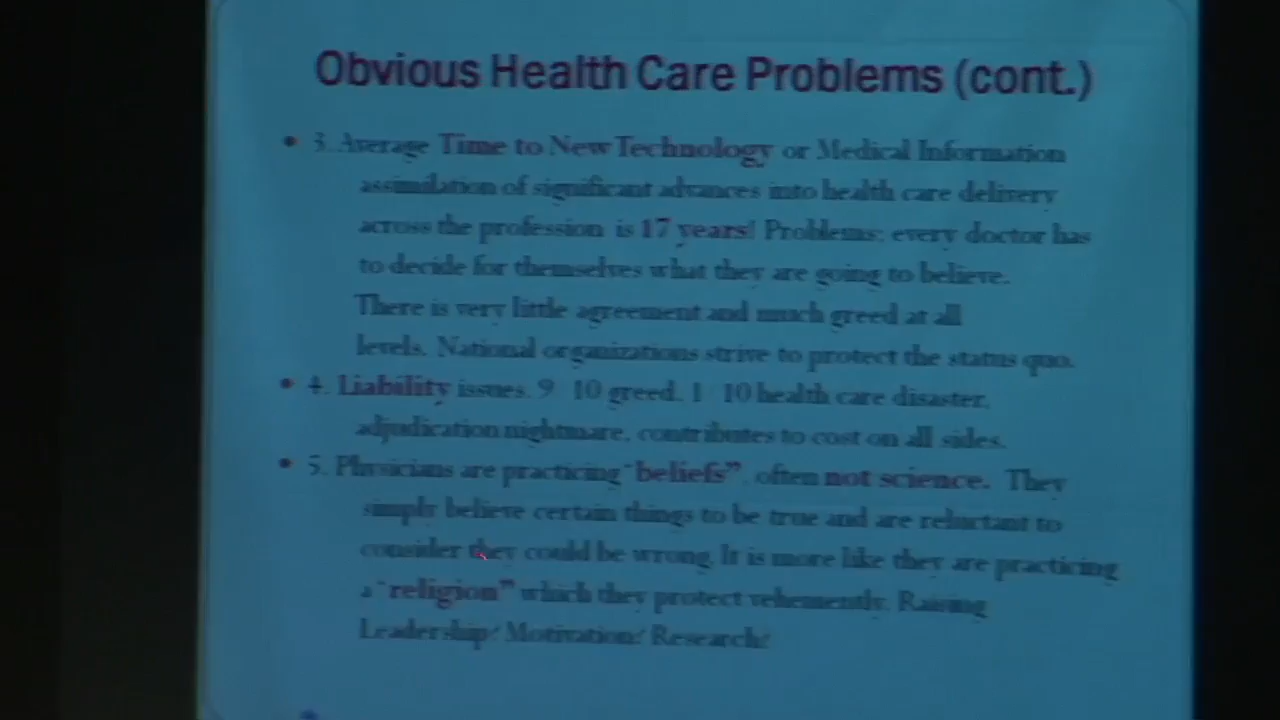 Obvious Health Care Problems (cont.)
• 3. Average Time to New Technology or Medical Information
assimilation of significant advances into health care delivery
across the profession is 17 years! Problems: every doctor has
to decide for themselves what they are going to believe.
There is very little agreement and much greed at all
levels. National organizations strive to protect the status quo.
• 4. Liability issues. 9 10 greed. 1 10 health care disaster,
adjudication nightmare, contributes to cost on all sides.
• 5. Physicians are practicing "beliefs", often not science. They
simply believe certain things to be true and are reluctant to
consider they could be wrong. It is more like they are practicing
a "religion" which they protect vehemently. Raising
Leadership? Motivation? Research?